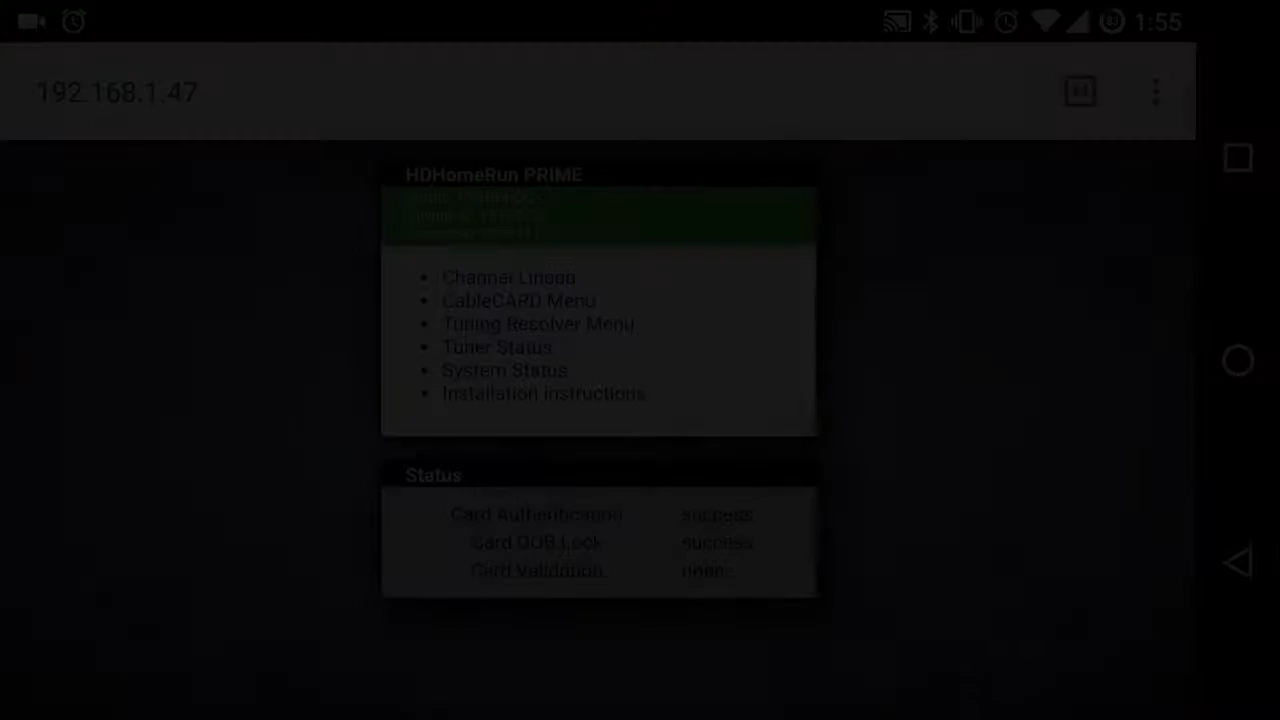 1:55
192.168.1.47
HDHomeRun PRIME
Channel Lineup
CableCARD Menu
Tuning Resolver Menu
Tuner Status
System Status
Installation instructions
Status
Card Authentication success
Card OOB Lock success
Card Validation none